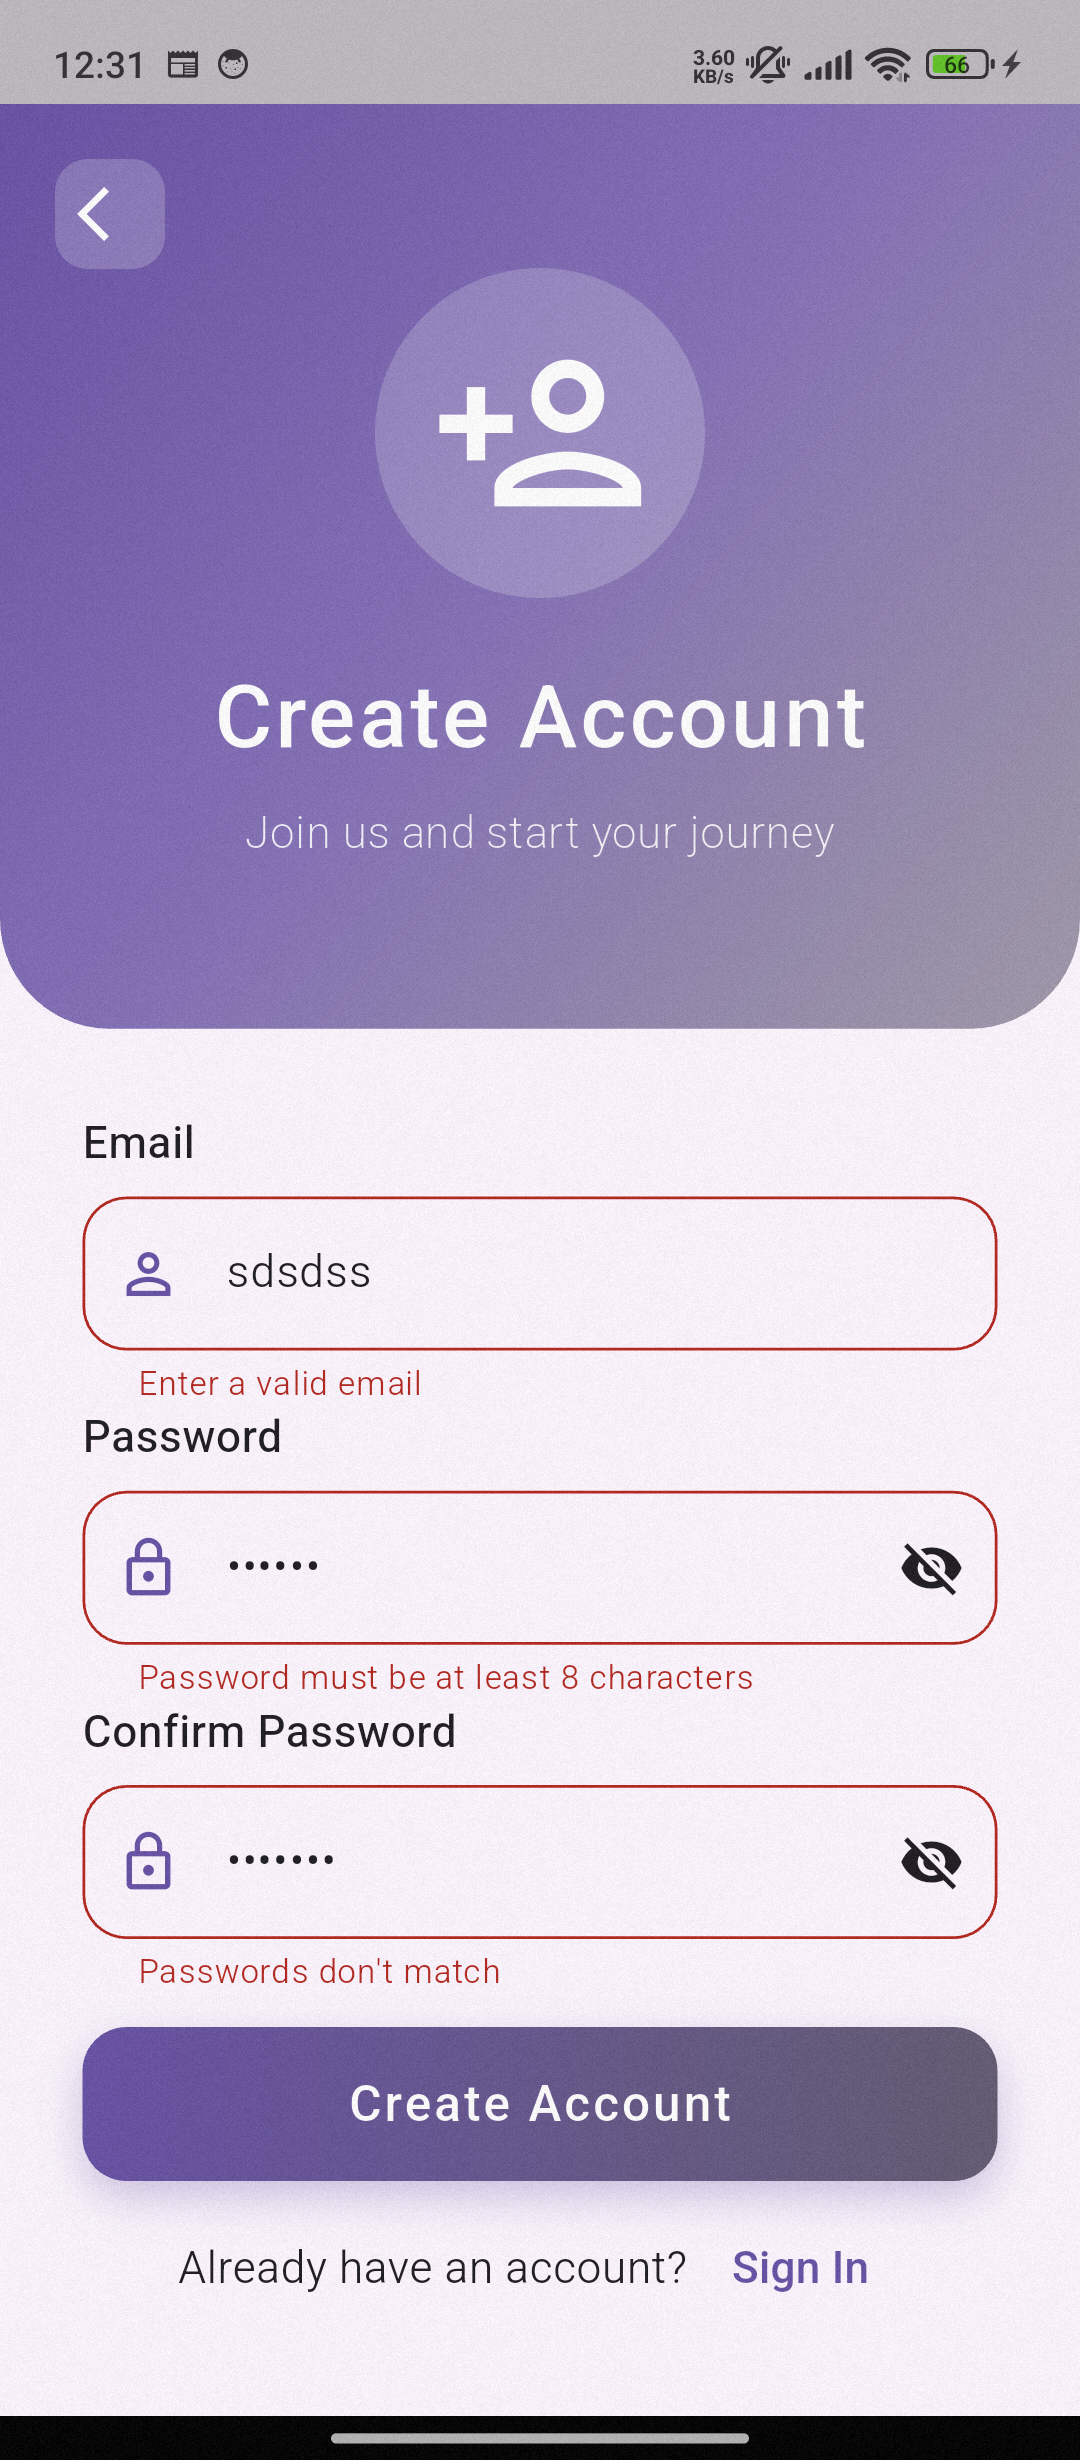 12:31
3.60
KB/s
66
Create Account
Join us and start your journey
Email
sdsdss
Enter a valid email
Password
••••••
Password must be at least 8 characters
Confirm Password
•••••••
Passwords don't match
Create Account
Already have an account? Sign In